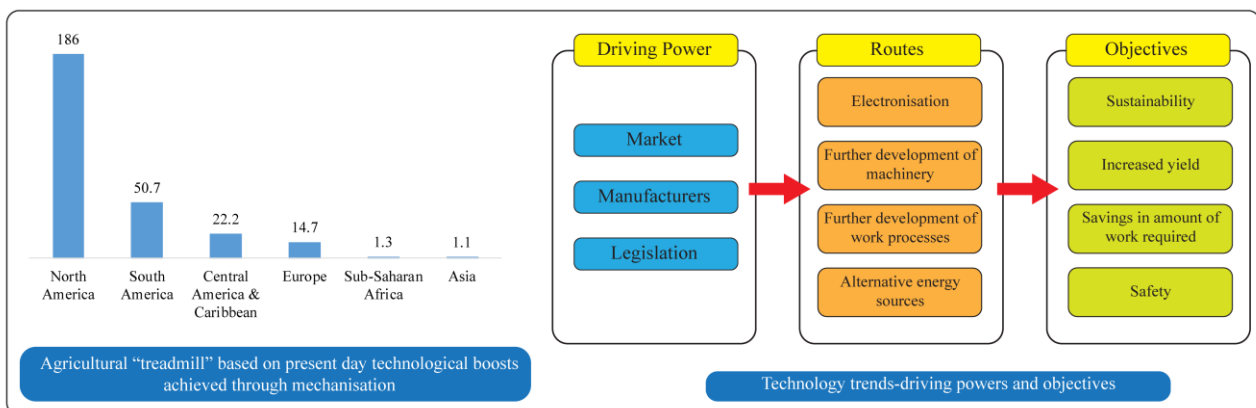 186
50.7
22.2
14.7
1.3
1.1
North
America
South
America
Central
America &
Caribbean
Europe
Sub-Saharan
Africa
Asia
Agricultural “treadmill” based on present day technological boosts
achieved through mechanisation
Driving Power
Market
Manufacturers
Legislation
Routes
Electronisation
Further development of
machinery
Further development of
work processes
Alternative energy
sources
Objectives
Sustainability
Increased yield
Savings in amount of
work required
Safety
Technology trends-driving powers and objectives